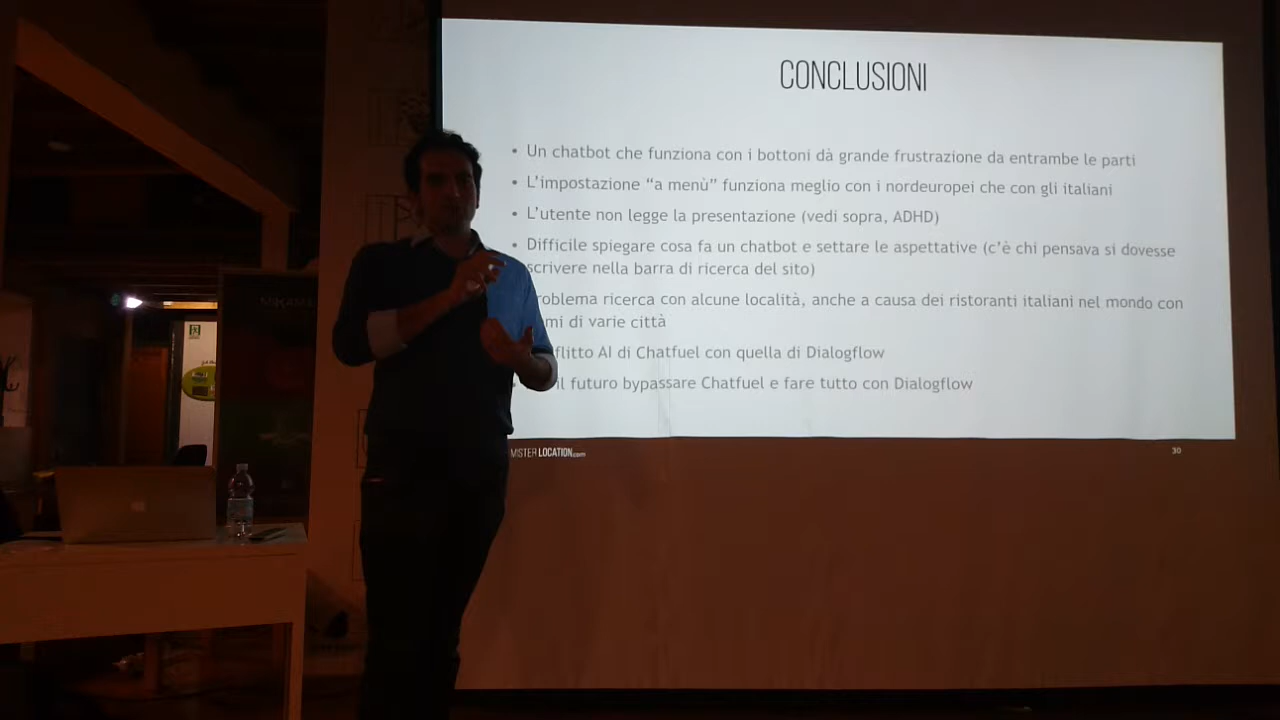 CONCLUSIONI
• Un chatbot che funziona con i bottoni dà grande frustrazione da entrambe le parti
• L'impostazione “a menù” funziona meglio con i nordeuropei che con gli italiani
• L'utente non legge la presentazione (vedi sopra, ADHD)
• Difficile spiegare cosa fa un chatbot e settare le aspettative (c'è chi pensava si dovesse
scrivere nella barra di ricerca del sito)
roblema ricerca con alcune località, anche a causa dei ristoranti italiani nel mondo con
mi di varie città
flitto AI di Chatfuel con quella di Dialogflow
• il futuro bypassare Chatfuel e fare tutto con Dialogflow
MISTER LOCATION.com
30